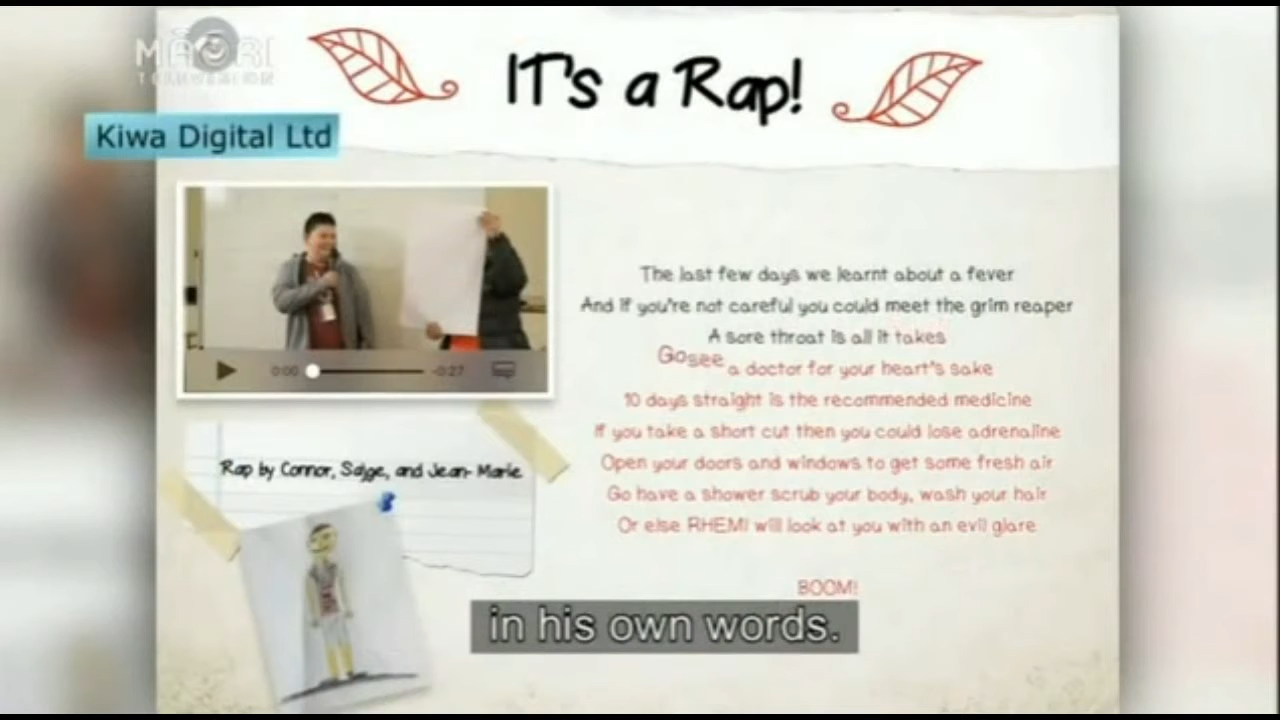 MĀORI
TELEVISION
Kiwa Digital Ltd
IT's a Rap!
0:00
-0:27
Rap by Connor, Saige, and Jean-Marie
The last few days we learnt about a fever
And if you're not careful you could meet the grim reaper
A sore throat is all it takes
Go see a doctor for your heart's sake
10 days straight is the recommended medicine
If you take a short cut then you could lose adrenaline
Open your doors and windows to get some fresh air
Go have a shower scrub your body, wash your hair
Or else RHEMI will look at you with an evil glare
BOOM!
in his own words.